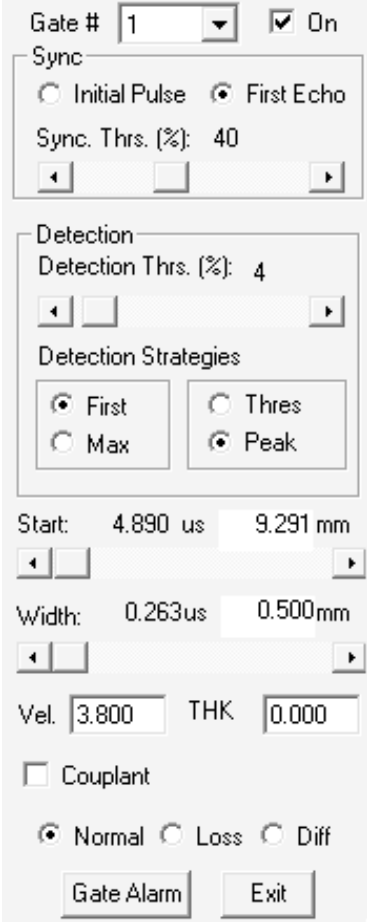 Gate # 1 On
Sync
Initial Pulse First Echo
Sync. Thrs. (%): 40
Detection
Detection Thrs. (%): 4
Detection Strategies
First Thres
Max Peak
Start: 4.890 us 9.291 mm
Width: 0.263us 0.500mm
Vel. 3.800 THK 0.000
Couplant
Normal Loss Diff
Gate Alarm Exit